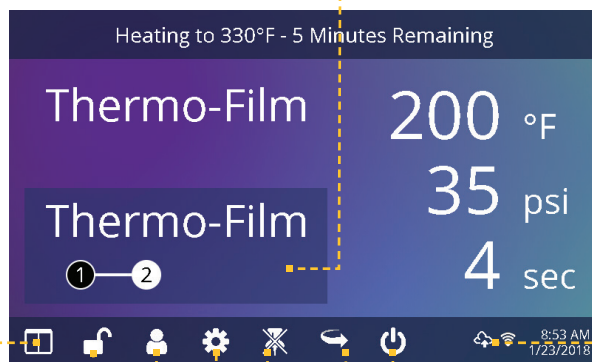 Heating to 330°F - 5 Minutes Remaining
Thermo-Film
200 °F
35 psi
Thermo-Film
1 2
4 sec
8:53 AM
1/23/2018